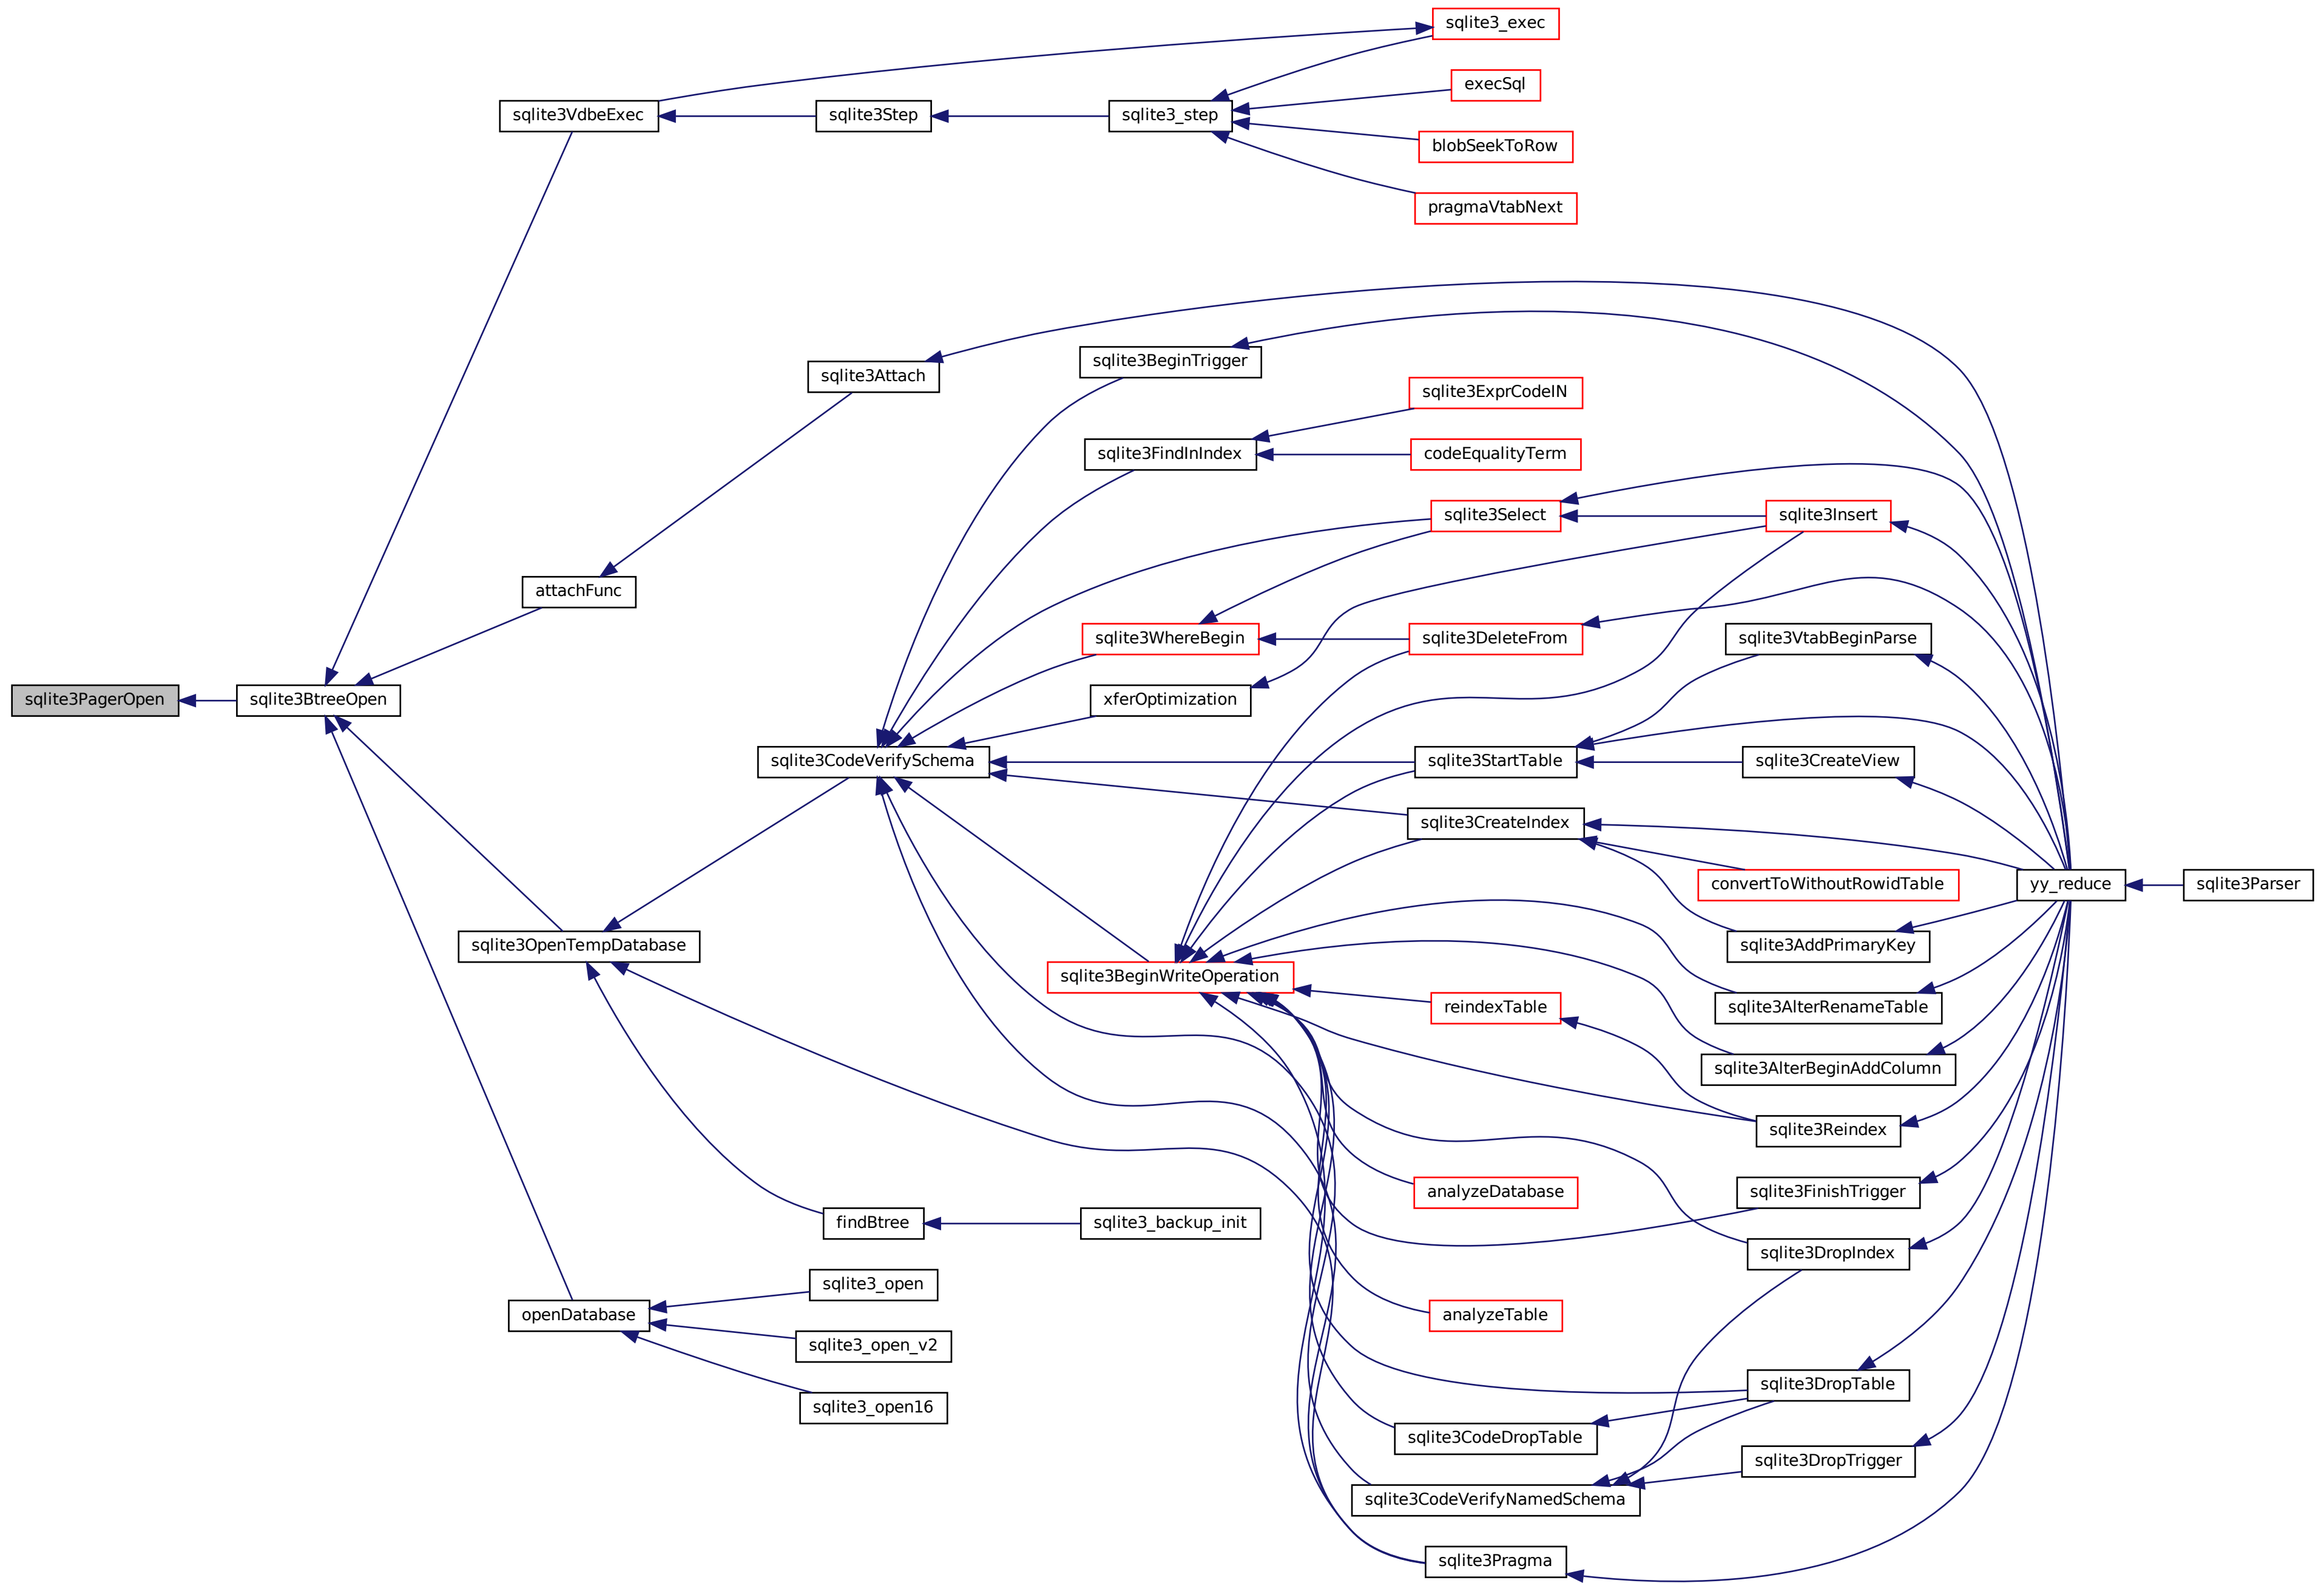 sqlite3_exec
execSql
sqlite3VdbeExec
sqlite3Step
sqlite3_step
blobSeekToRow
pragmaVtabNext
sqlite3BeginTrigger
sqlite3Attach
sqlite3ExprCodeIN
sqlite3FindInIndex
codeEqualityTerm
sqlite3Select
sqlite3Insert
attachFunc
sqlite3WhereBegin
sqlite3DeleteFrom
sqlite3VtabBeginParse
sqlite3PagerOpen
sqlite3BtreeOpen
xferOptimization
sqlite3CodeVerifySchema
sqlite3StartTable
sqlite3CreateView
sqlite3CreateIndex
convertToWithoutRowidTable
yy_reduce
sqlite3Parser
sqlite3OpenTempDatabase
sqlite3AddPrimaryKey
sqlite3BeginWriteOperation
reindexTable
sqlite3AlterRenameTable
sqlite3AlterBeginAddColumn
sqlite3Reindex
analyzeDatabase
sqlite3FinishTrigger
findBtree
sqlite3_backup_init
sqlite3DropIndex
sqlite3_open
openDatabase
analyzeTable
sqlite3_open_v2
sqlite3DropTable
sqlite3_open16
sqlite3CodeDropTable
sqlite3DropTrigger
sqlite3CodeVerifyNamedSchema
sqlite3Pragma